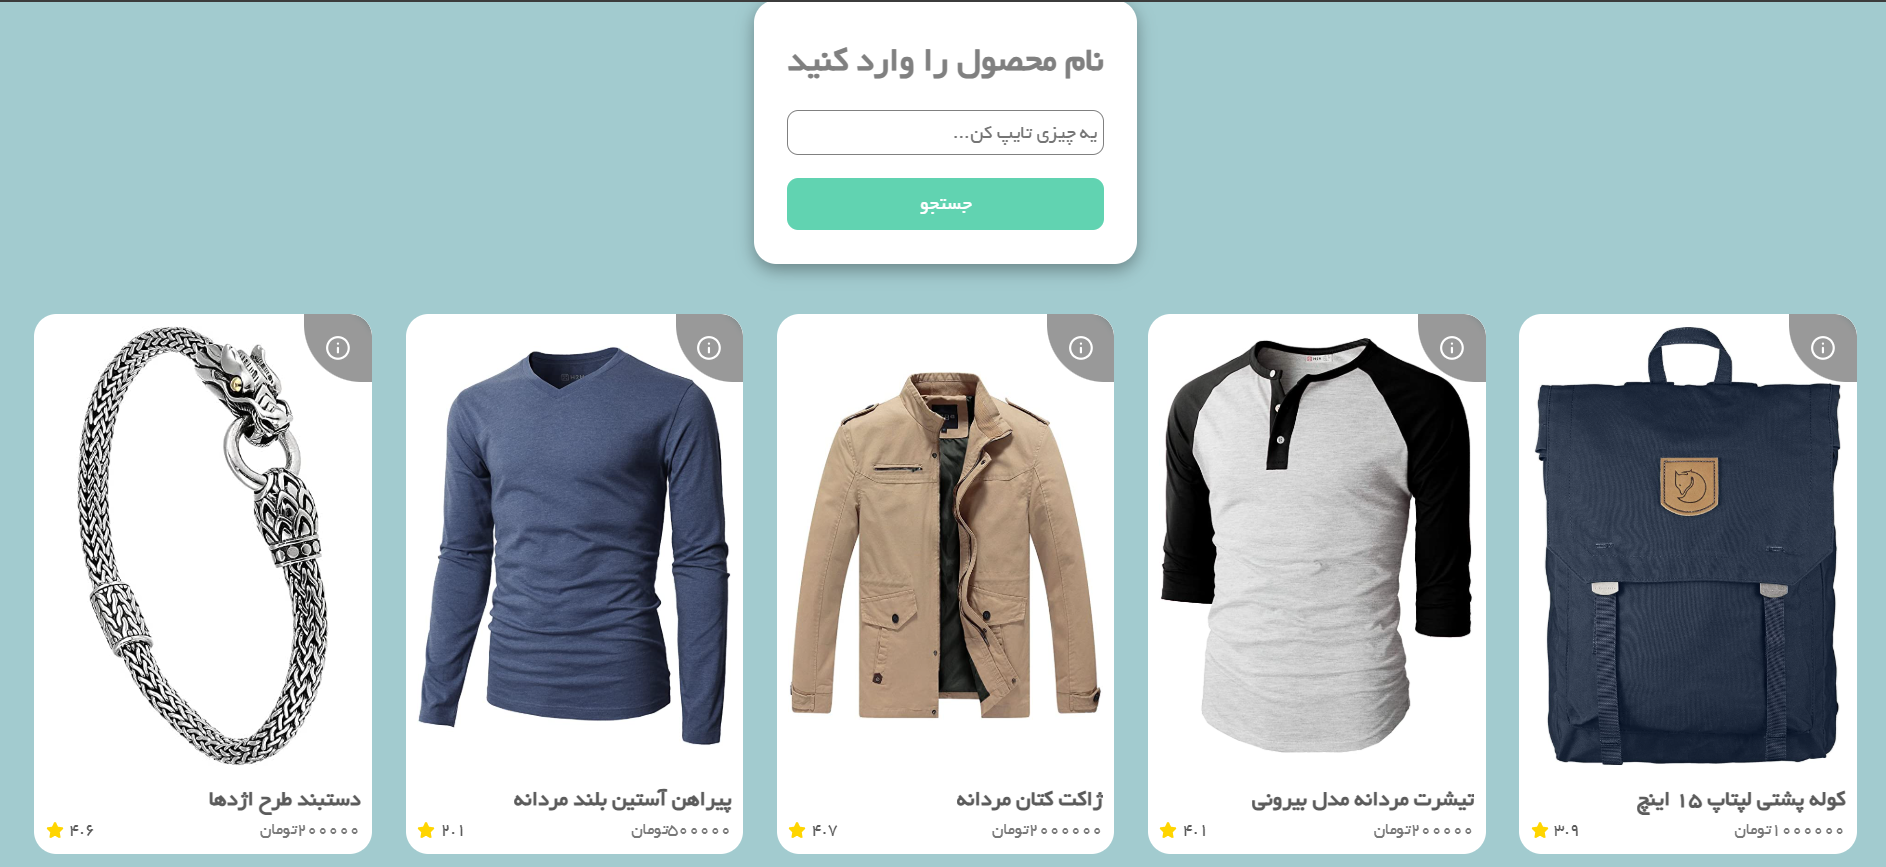 نام محصول را وارد کنید
یه چیزی تایپ کن...
جستجو
کوله پشتی لپتاپ ۱۵ اینچ
۱۰۰۰۰۰۰تومان
۳.۹
تیشرت مردانه مدل بیرونی
۲۰۰۰۰۰تومان
۴.۱
ژاکت کتان مردانه
۲۰۰۰۰۰۰تومان
۴.۷
پیراهن آستین بلند مردانه
۵۰۰۰۰۰تومان
۲.۱
دستبند طرح اژدها
۲۰۰۰۰۰تومان
۴.۶